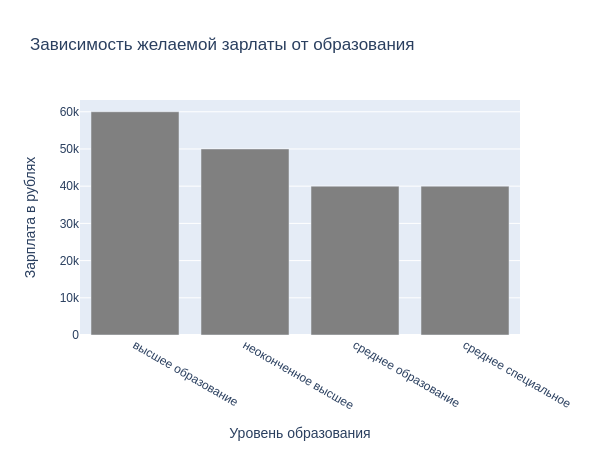 Зависимость желаемой зарлаты от образования
Зарплата в рублях
60k
50k
40k
30k
20k
10k
0
высшее образование
неоконченное высшее
среднее образование
среднее специальное
Уровень образования